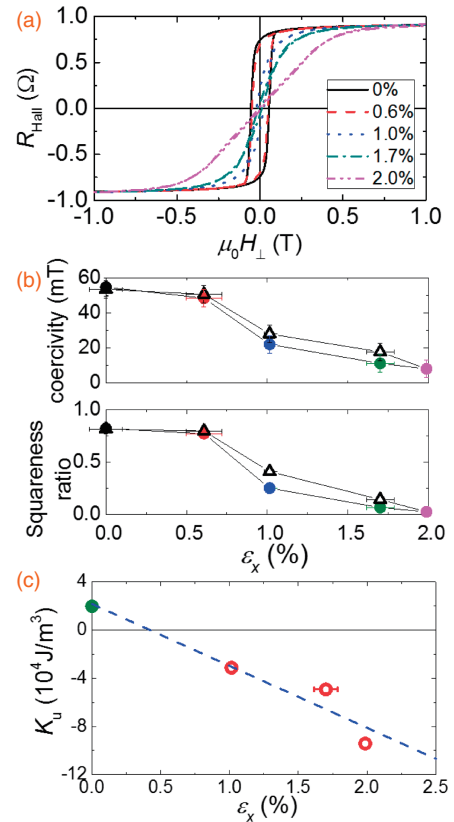 (a)
1.0
0.5
0.0
-0.5
-1.0
R_Hall (Ω)
0%
0.6%
1.0%
1.7%
2.0%
-1.0 -0.5 0.0 0.5 1.0
μ₀H⊥ (T)
(b)
60
40
20
0
coercivity (mT)
1.0
0.5
0.0
Squareness
ratio
0.0 0.5 1.0 1.5 2.0
εx (%)
(c)
4
0
-4
-8
-12
Ku (10⁴J/m³)
0.0 0.5 1.0 1.5 2.0 2.5
εx (%)